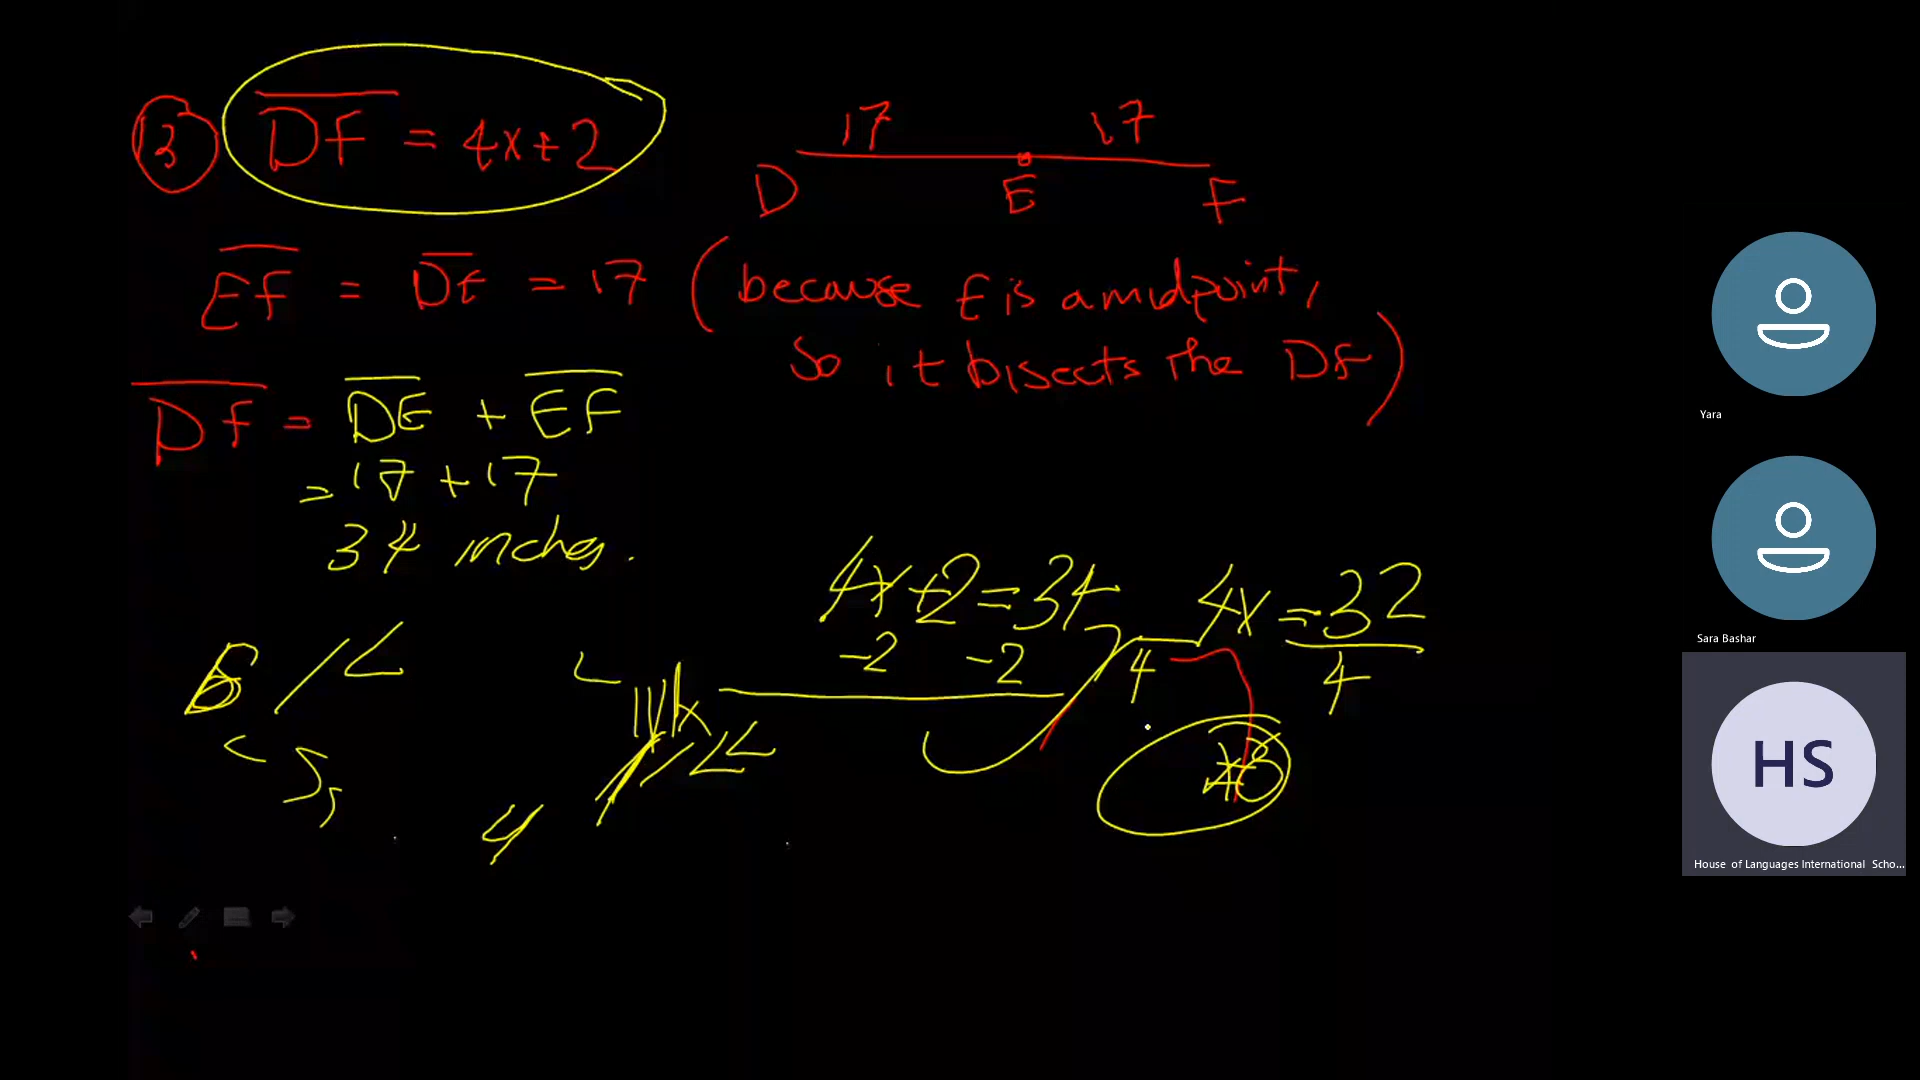 13 DF = 4x+2
17 17
D E F
EF = DE = 17 (because E is a midpoint,
so it bisects the DF)
DF = DE + EF
= 17 + 17
34 inches.
4x+2=34
-2 -2
4x = 32
4 4
Yara
Sara Bashar
HS
House of Languages International Scho...